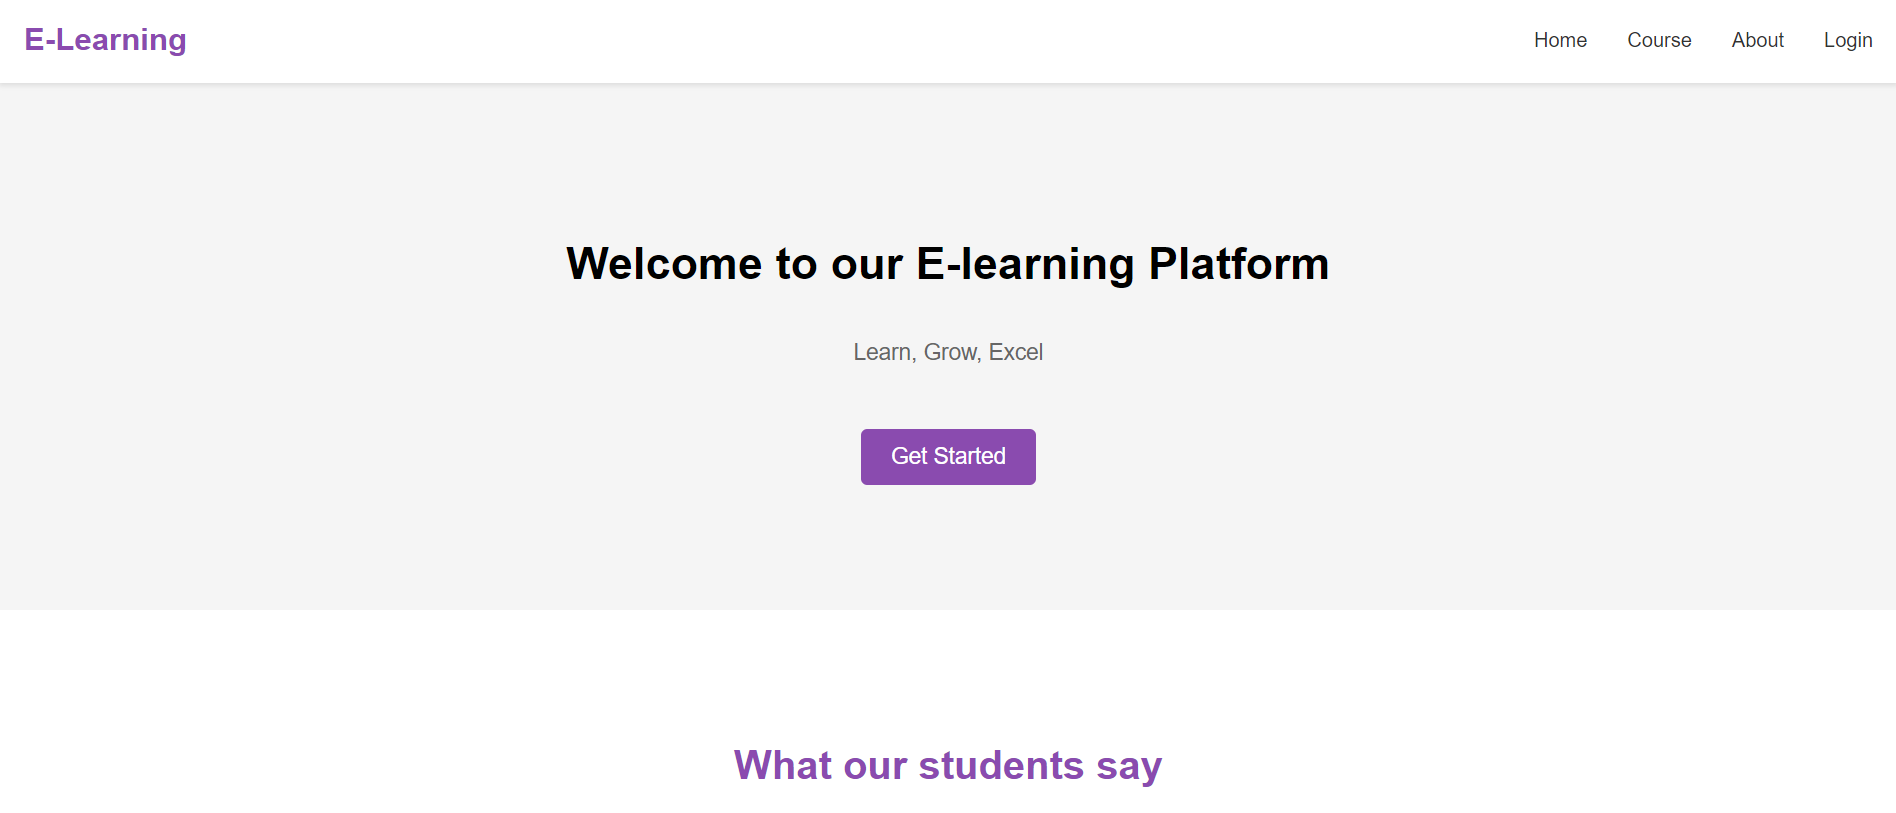 E-Learning
Home Course About Login
Welcome to our E-learning Platform
Learn, Grow, Excel
Get Started
What our students say